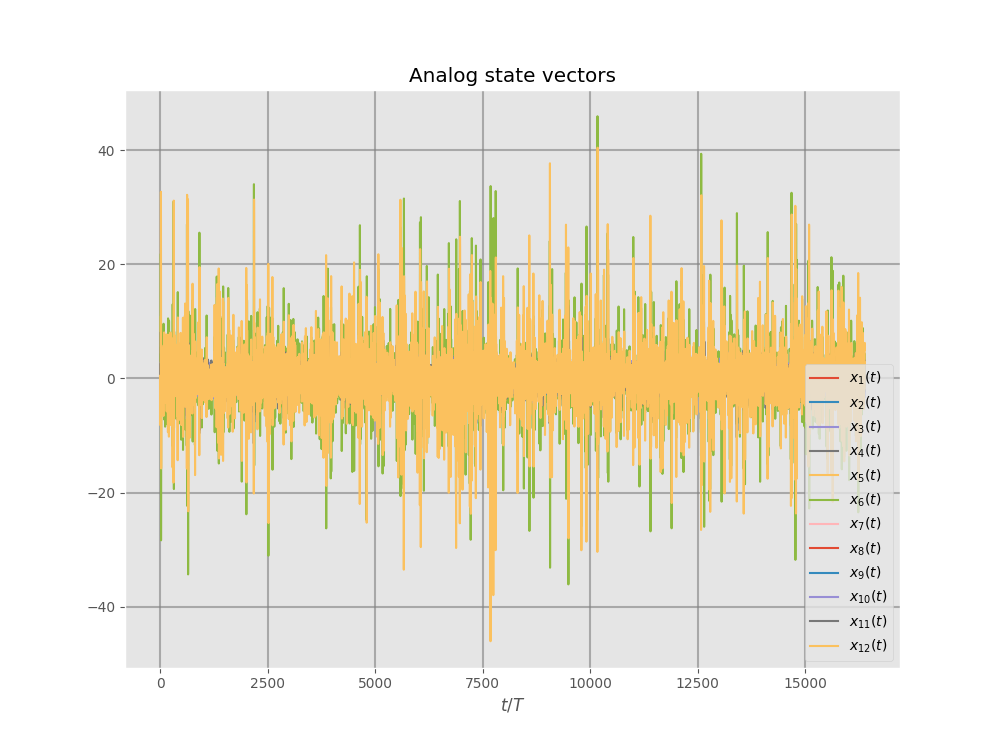 Analog state vectors
40
20
0
−20
−40
0 2500 5000 7500 10000 12500 15000
t/T
x₁(t)
x₂(t)
x₃(t)
x₄(t)
x₅(t)
x₆(t)
x₇(t)
x₈(t)
x₉(t)
x₁₀(t)
x₁₁(t)
x₁₂(t)